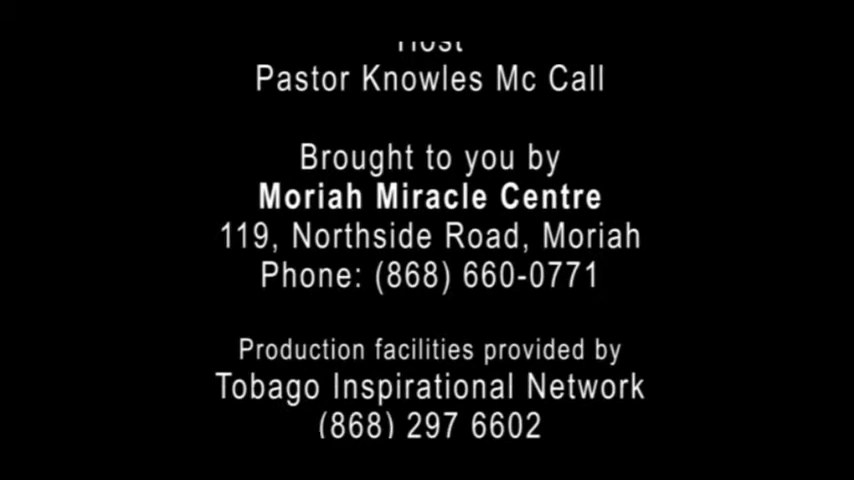 Host
Pastor Knowles Mc Call
Brought to you by
Moriah Miracle Centre
119, Northside Road, Moriah
Phone: (868) 660-0771
Production facilities provided by
Tobago Inspirational Network
(868) 297 6602